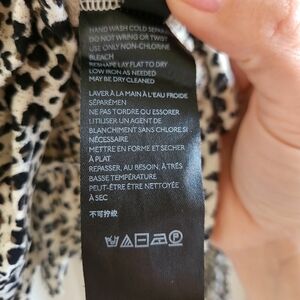 HAND WASH COLD SEPAR
DO NOT WRING OR TWIST
USE ONLY NON-CHLORINE
BLEACH
RESHAPE LAY FLAT TO DRY
LOW IRON AS NEEDED
MAY BE DRY CLEANED
LAVER À LA MAIN À L'EAU FROIDE
SÉPARÉMEN
NE PAS TORDRE OU ESSORER
UTILISER UN AGENT DE
BLANCHIMENT SANS CHLORE SI
NÉCESSAIRE
METTRE EN FORME ET SECHER
À PLAT
REPASSER, AU BESOIN, À TRÈS
BASSE TEMPÉRATURE
PEUT-ÊTRE ÊTRE NETTOYÉE
À SEC
不可拧绞